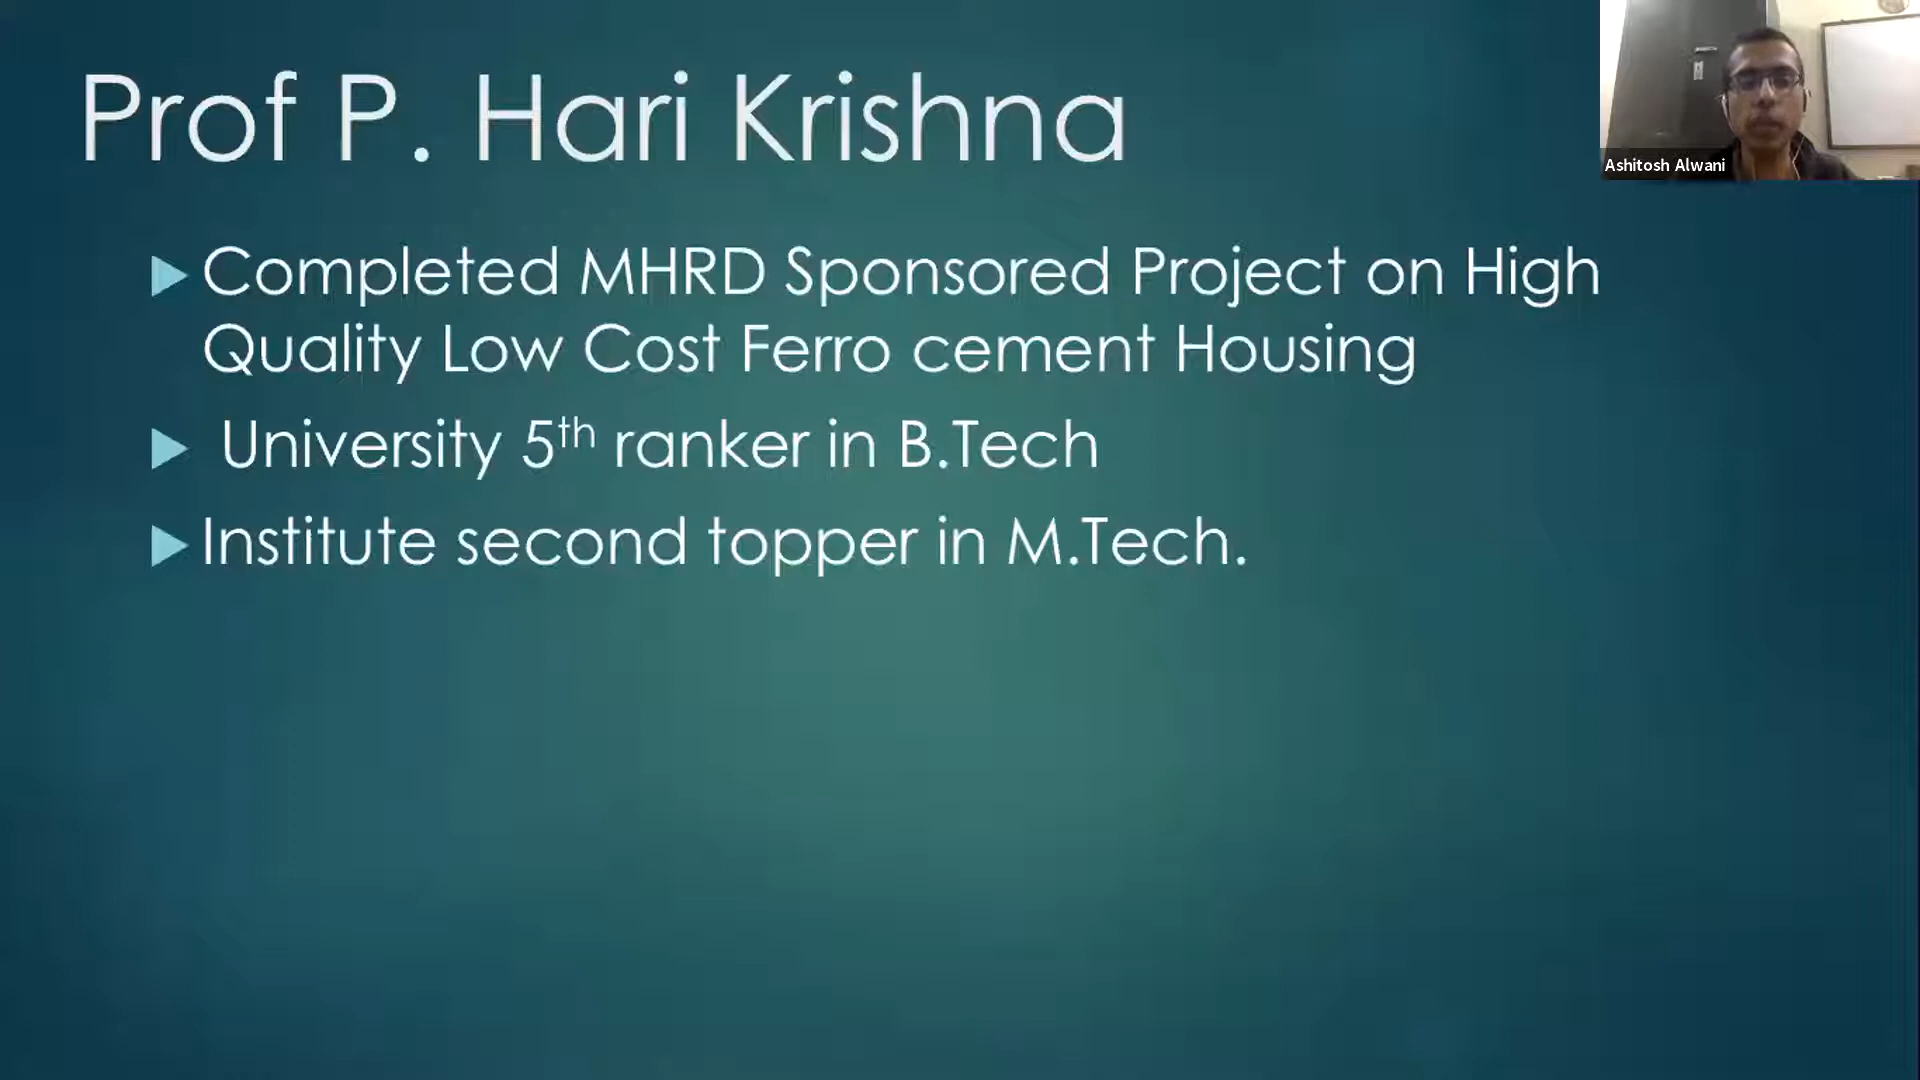 Prof P. Hari Krishna
Ashitosh Alwani
Completed MHRD Sponsored Project on High
Quality Low Cost Ferro cement Housing
University 5th ranker in B.Tech
Institute second topper in M.Tech.